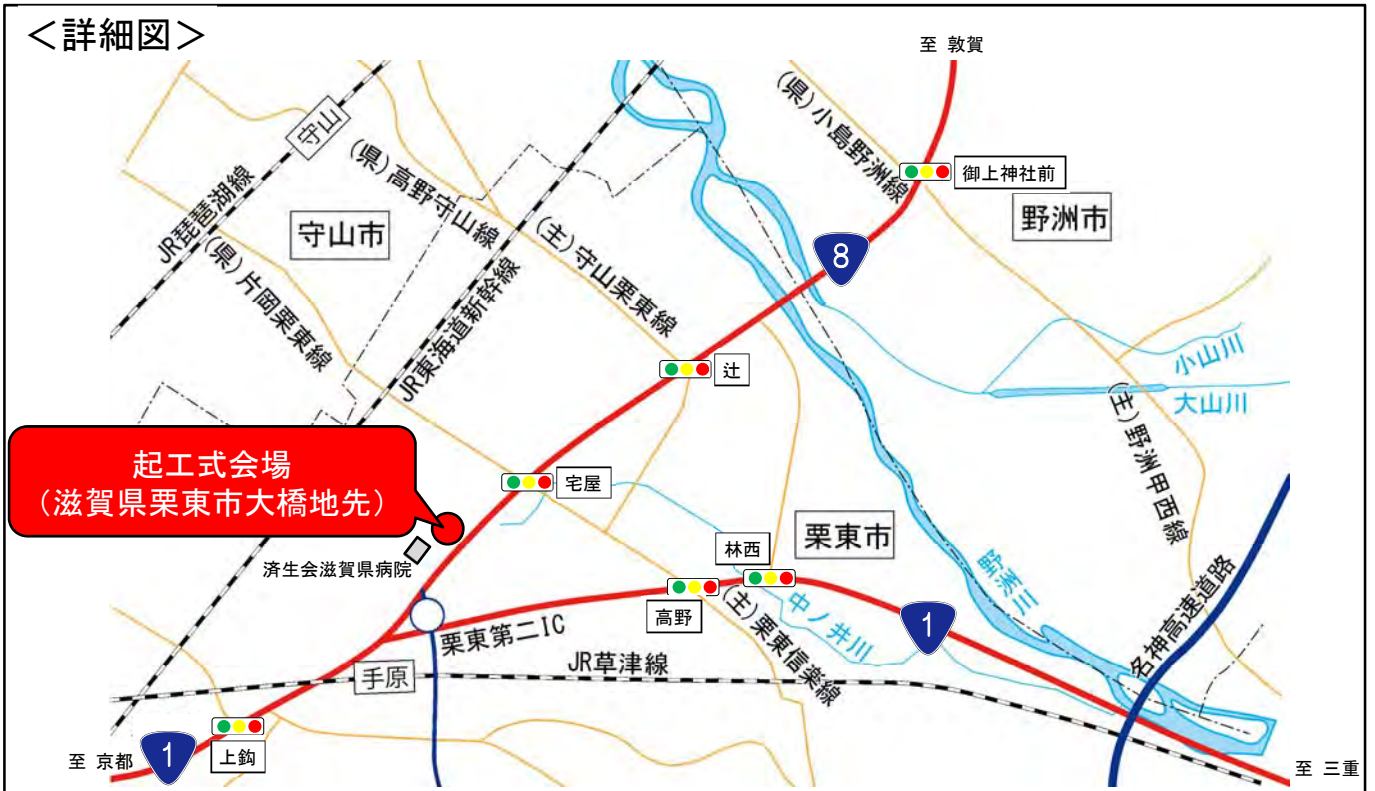 ＜詳細図＞
至 敦賀
守山
(県)小島野洲線
御上神社前
(県)高野守山線
野洲市
JR琵琶湖線
守山市
(主)守山栗東線
8
(県)片岡栗東線
JR東海道新幹線
小山川
辻
大山川
起工式会場
（滋賀県栗東市大橋地先）
宅屋
(主)野洲甲西線
栗東市
林西
済生会滋賀県病院
野洲川
高野
中ノ井川
1
名神高速道路
栗東第二IC
(主)栗東信楽線
JR草津線
手原
上鈎
1
至 京都
至 三重